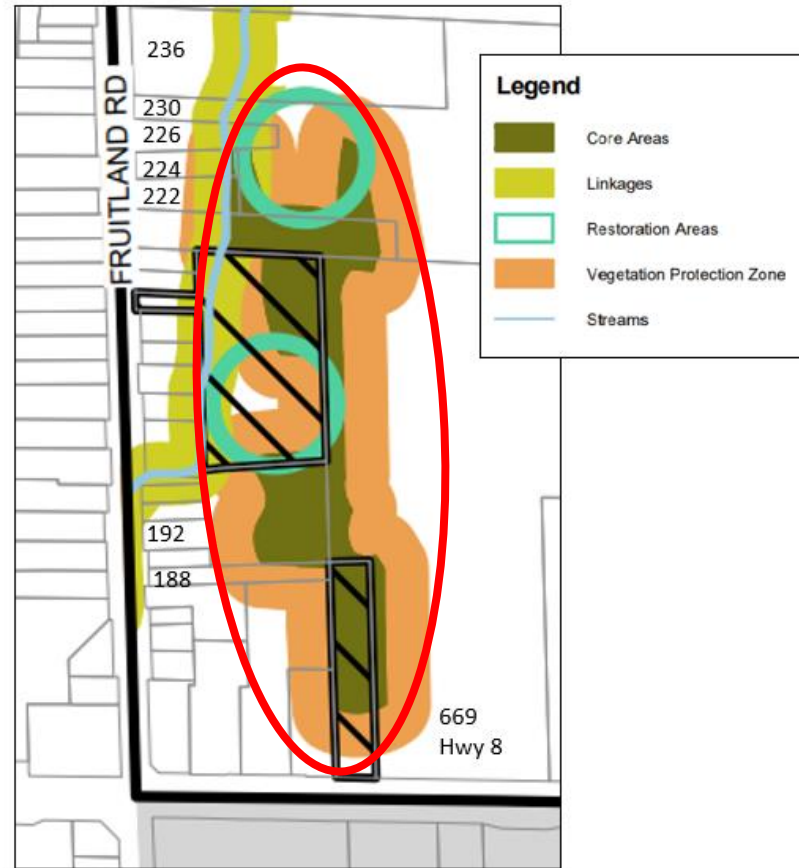 236
230
226
224
222
FRUITLAND RD
192
188
669
Hwy 8
Legend
Core Areas
Linkages
Restoration Areas
Vegetation Protection Zone
Streams